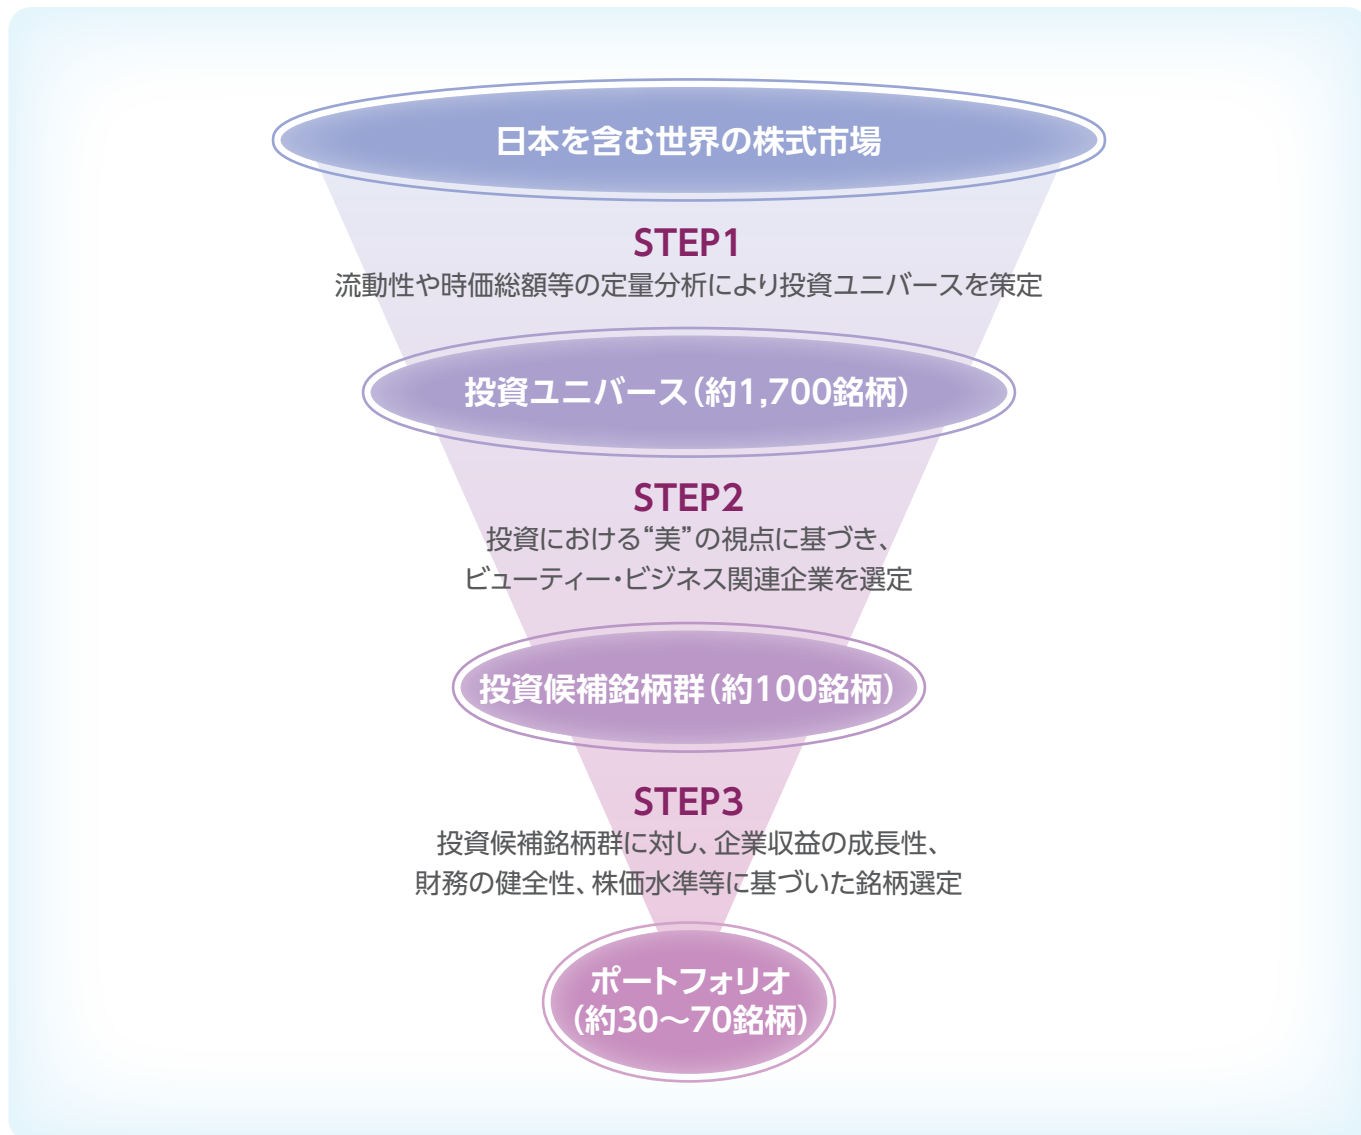 日本を含む世界の株式市場
STEP1
流動性や時価総額等の定量分析により投資ユニバースを策定
投資ユニバース（約1,700銘柄）
STEP2
投資における“美”の視点に基づき、
ビューティー・ビジネス関連企業を選定
投資候補銘柄群（約100銘柄）
STEP3
投資候補銘柄群に対し、企業収益の成長性、
財務の健全性、株価水準等に基づいた銘柄選定
ポートフォリオ
（約30～70銘柄）